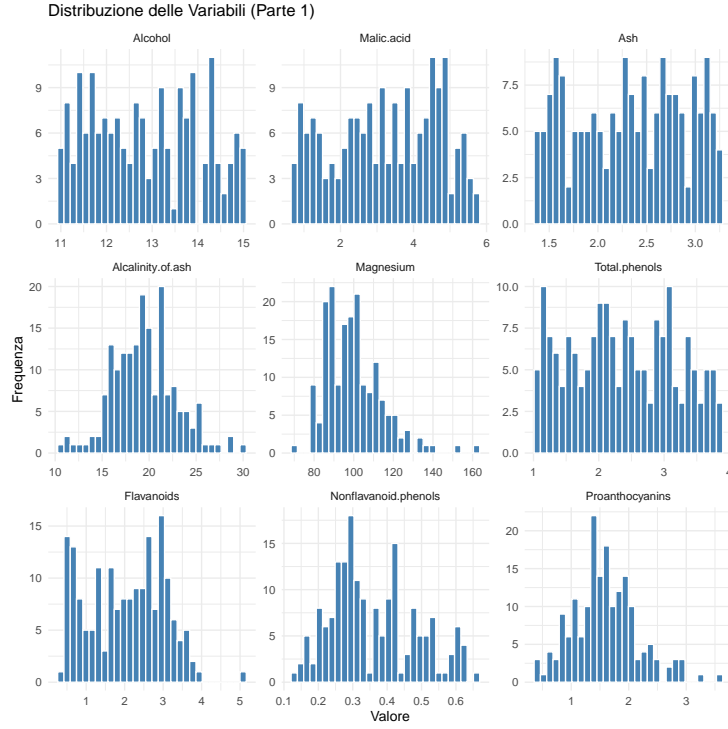 Distribuzione delle Variabili (Parte 1)
Alcohol Malic.acid Ash
9 9 7.5
6 6 5.0
3 3 2.5
0 0 0.0
11 12 13 14 15 2 4 6 1.5 2.0 2.5 3.0
Alcalinity.of.ash Magnesium Total.phenols
20 20 10.0
15 15 7.5
10 10 5.0
5 5 2.5
0 0 0.0
10 15 20 25 30 80 100 120 140 160 1 2 3 4
Flavanoids Nonflavanoid.phenols Proanthocyanins
15 15 20
10 10 15
5 5 10
0 0 5
0
1 2 3 4 5 0.1 0.2 0.3 0.4 0.5 0.6 1 2 3
Frequenza
Valore